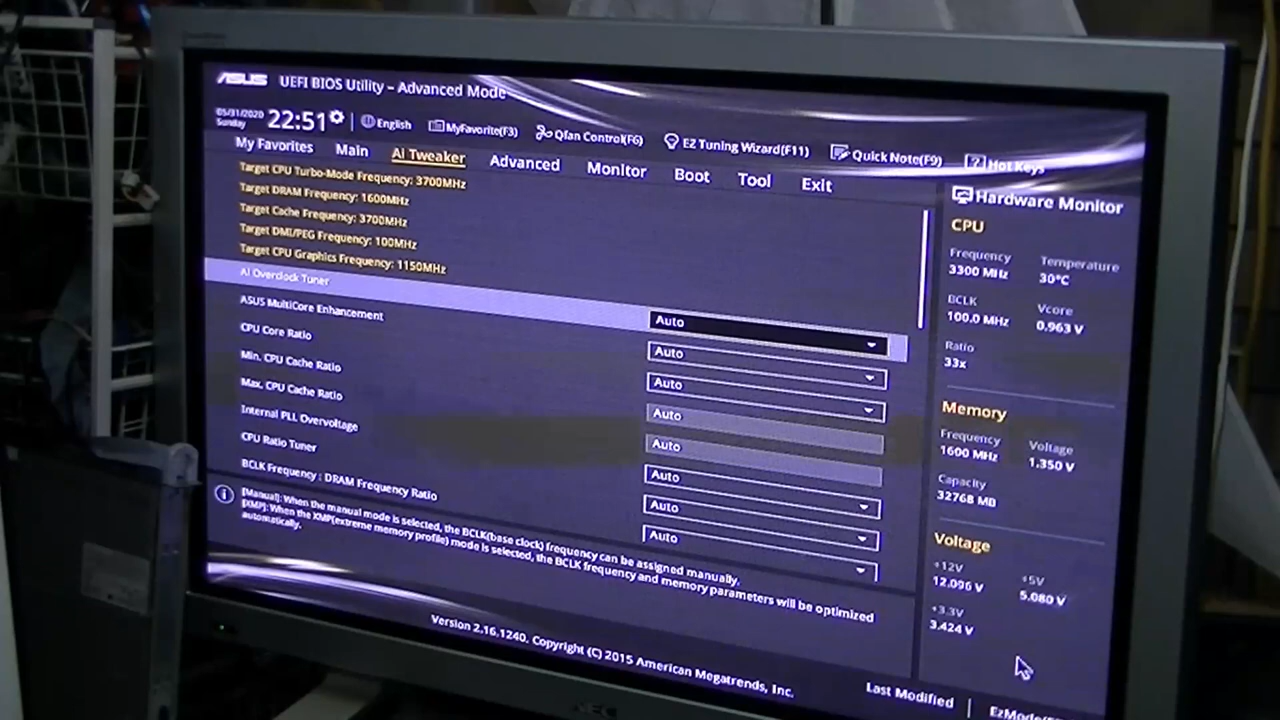 ASUS UEFI BIOS Utility – Advanced Mode
05/31/2020
Sunday
22:51 English MyFavorite(F3) Qfan Control(F6) EZ Tuning Wizard(F11) Quick Note(F9) Hot Keys
My Favorites Main Ai Tweaker Advanced Monitor Boot Tool Exit
Target CPU Turbo-Mode Frequency: 3700MHz
Target DRAM Frequency: 1600MHz
Target Cache Frequency: 3700MHz
Target DMI/PEG Frequency: 100MHz
Target CPU Graphics Frequency: 1150MHz
Ai Overclock Tuner Auto
ASUS MultiCore Enhancement Auto
CPU Core Ratio Auto
Min. CPU Cache Ratio Auto
Max. CPU Cache Ratio Auto
Internal PLL Overvoltage Auto
CPU Ratio Tuner Auto
BCLK Frequency : DRAM Frequency Ratio Auto
[Manual]: When the manual mode is selected, the BCLK(base clock) frequency can be assigned manually.
[XMP]: When the XMP(extreme memory profile) mode is selected, the BCLK frequency and memory parameters will be optimized
automatically.
Hardware Monitor
CPU
Frequency Temperature
3300 MHz 30°C
BCLK Vcore
100.0 MHz 0.963 V
Ratio
33x
Memory
Frequency Voltage
1600 MHz 1.350 V
Capacity
32768 MB
Voltage
+12V +5V
12.096 V 5.080 V
+3.3V
3.424 V
Last Modified
Version 2.16.1240. Copyright (C) 2015 American Megatrends, Inc.
NEC